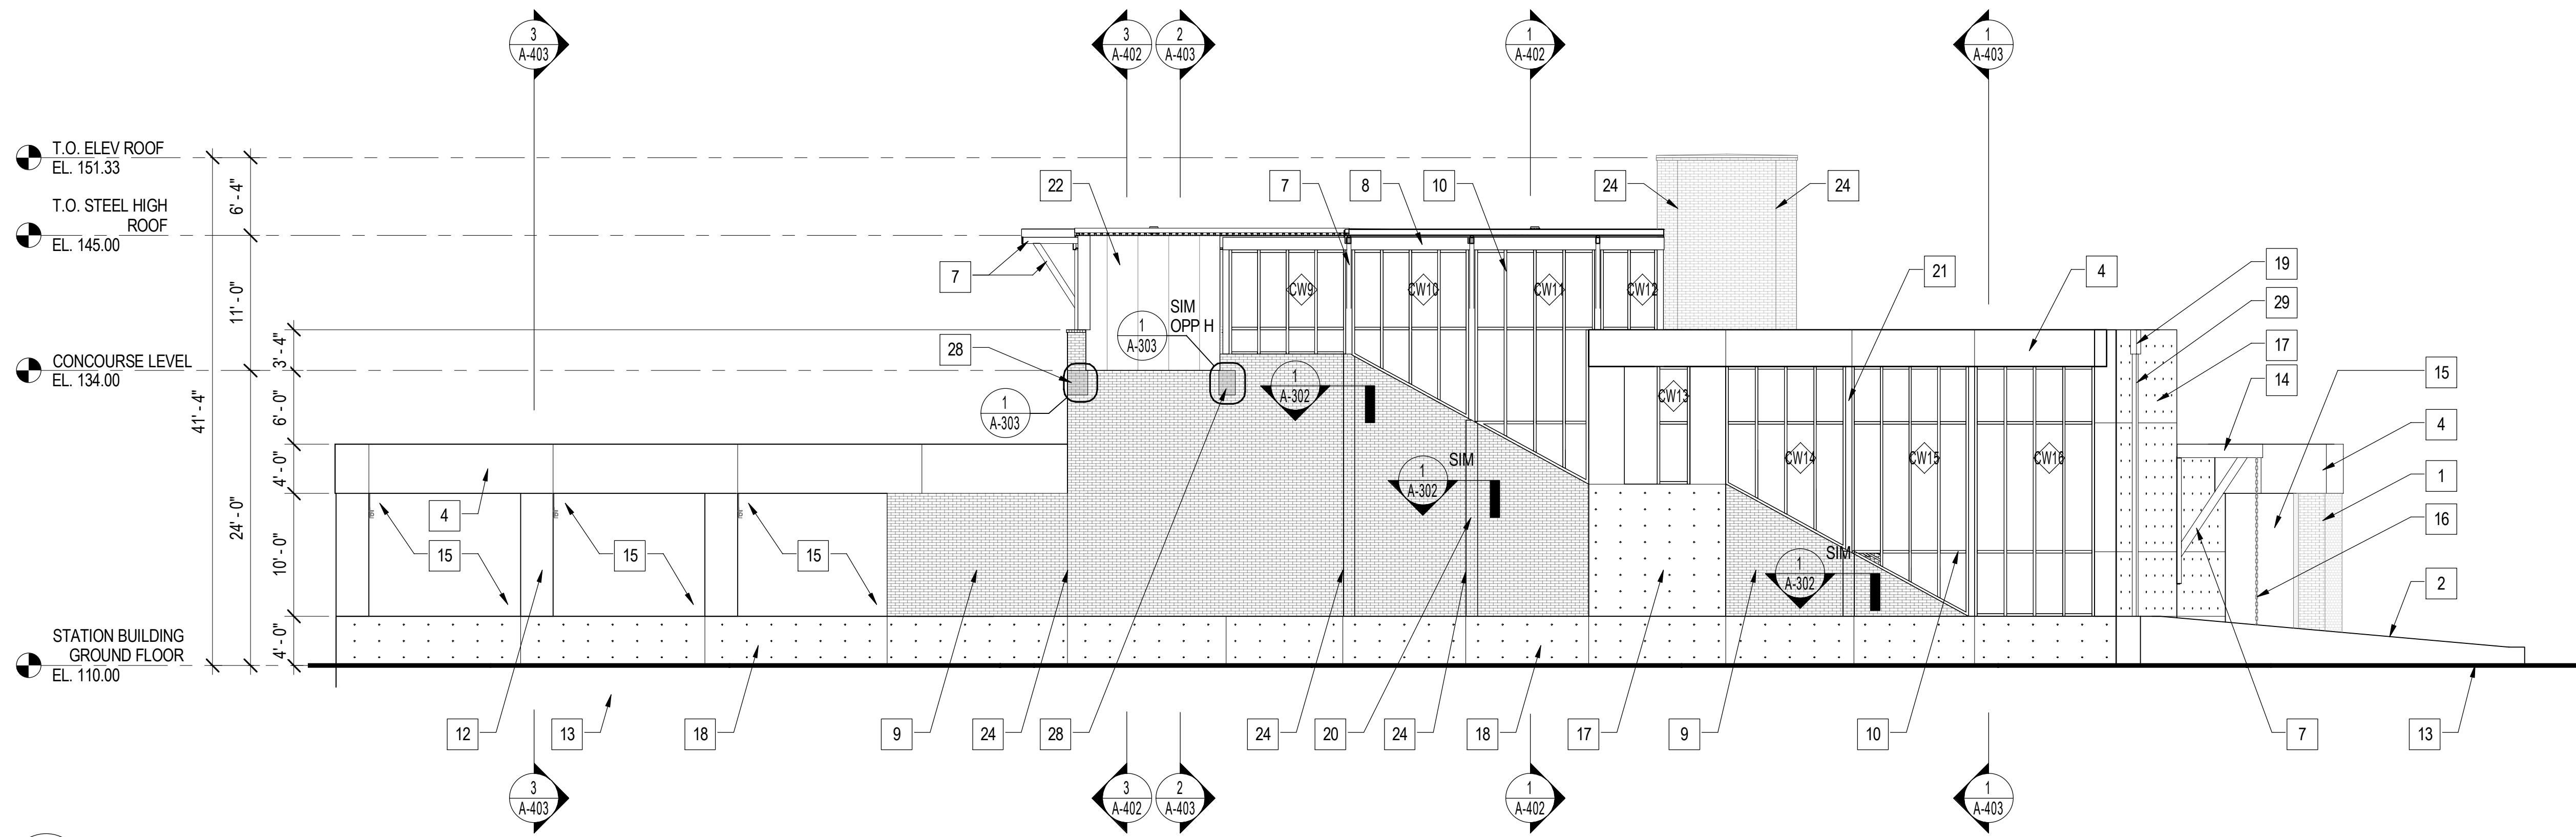 3
A-403
3
A-402
2
A-403
1
A-402
1
A-403
T.O. ELEV ROOF
EL. 151.33
T.O. STEEL HIGH
ROOF
EL. 145.00
CONCOURSE LEVEL
EL. 134.00
STATION BUILDING
GROUND FLOOR
EL. 110.00
41' - 4"
6' - 4"
11' - 0"
24' - 0"
3' - 4"
6' - 0"
4' - 0"
10' - 0"
4' - 0"
22
7
8
10
24
24
7
21
4
19
29
17
14
15
4
1
16
2
28
SIM
OPP H
1
A-303
1
A-303
1
A-302
SIM
1
A-302
SIM
1
A-302
CW9
CW10
CW11
CW12
CW13
CW14
CW15
CW16
4
15
15
15
12
13
18
9
24
28
24
20
24
18
17
9
10
7
13
3
A-403
3
A-402
2
A-403
1
A-402
1
A-403